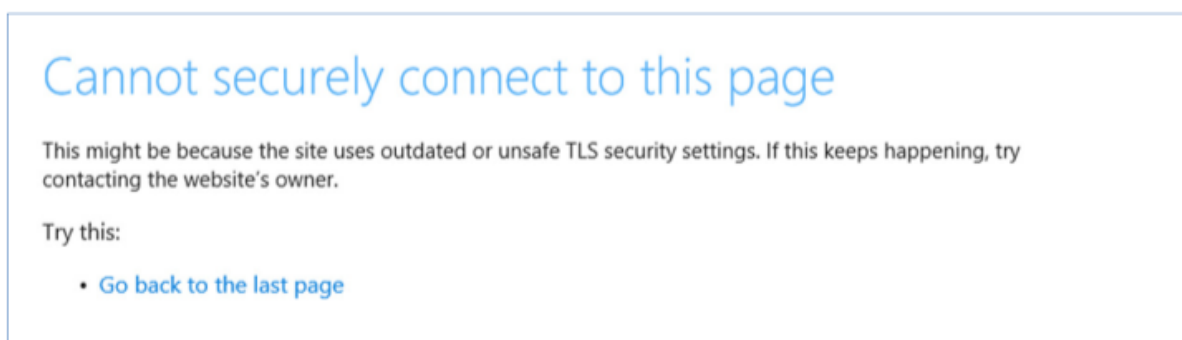 Cannot securely connect to this page
This might be because the site uses outdated or unsafe TLS security settings. If this keeps happening, try
contacting the website’s owner.
Try this:
• Go back to the last page